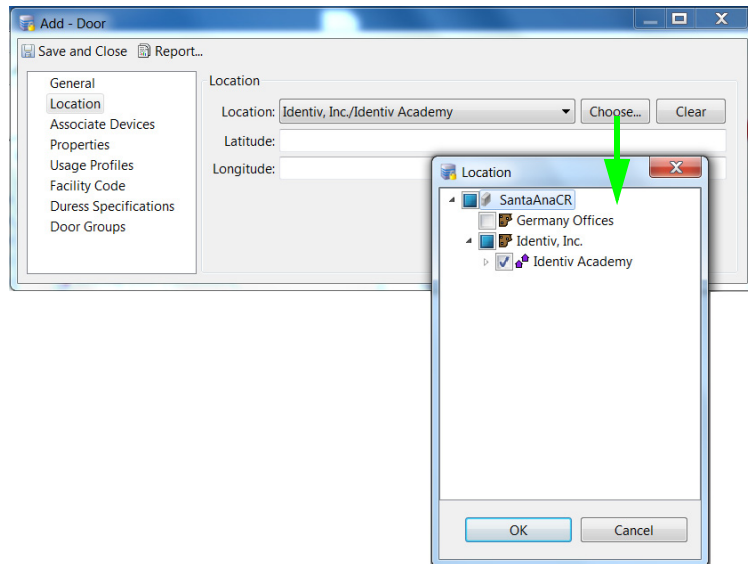 Add - Door
X
Save and Close Report...
General
Location
Associate Devices
Properties
Usage Profiles
Facility Code
Duress Specifications
Door Groups
Location
Location: Identiv, Inc./Identiv Academy Choose... Clear
Latitude:
Longitude:
Location
X
SantaAnaCR
Germany Offices
Identiv, Inc.
Identiv Academy
OK Cancel